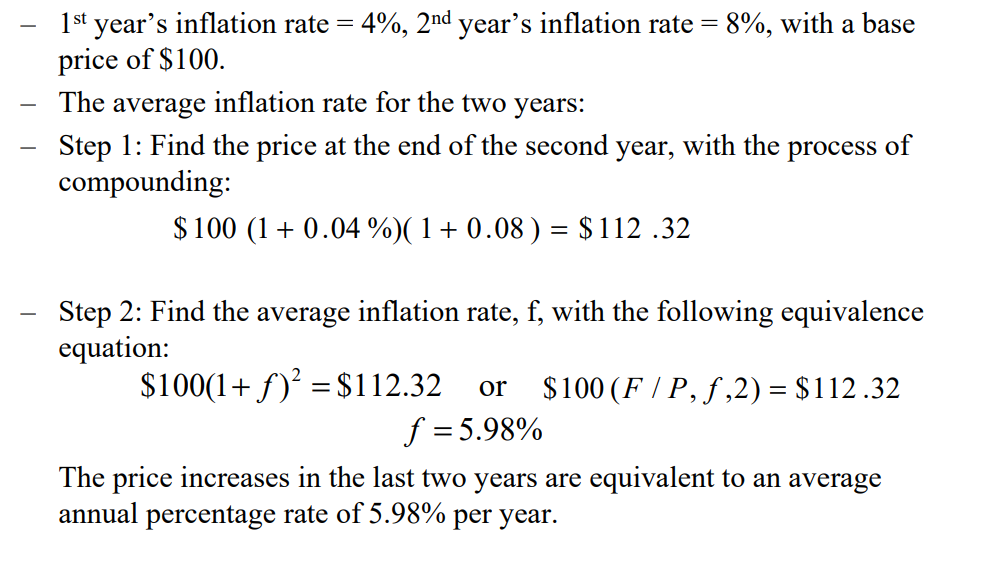 – 1st year’s inflation rate = 4%, 2nd year’s inflation rate = 8%, with a base
price of $100.
– The average inflation rate for the two years:
– Step 1: Find the price at the end of the second year, with the process of
compounding:
$ 100 (1 + 0.04 %)( 1 + 0.08 ) = $ 112 .32
– Step 2: Find the average inflation rate, f, with the following equivalence
equation:
$100(1+ f)² = $112.32 or $100 (F / P, f ,2) = $112 .32
f = 5.98%
The price increases in the last two years are equivalent to an average
annual percentage rate of 5.98% per year.